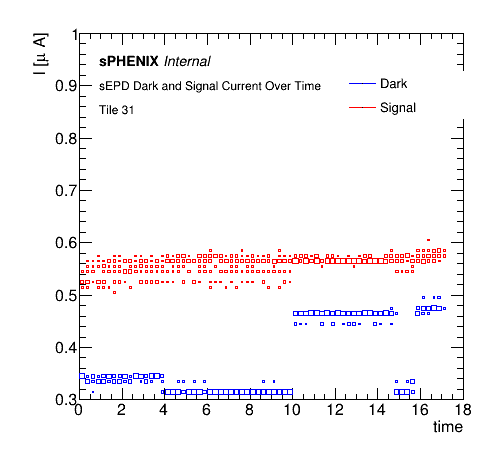 I [μ A]
1
0.9
0.8
0.7
0.6
0.5
0.4
0.3
sPHENIX Internal
sEPD Dark and Signal Current Over Time
Tile 31
Dark
Signal
0 2 4 6 8 10 12 14 16 18
time